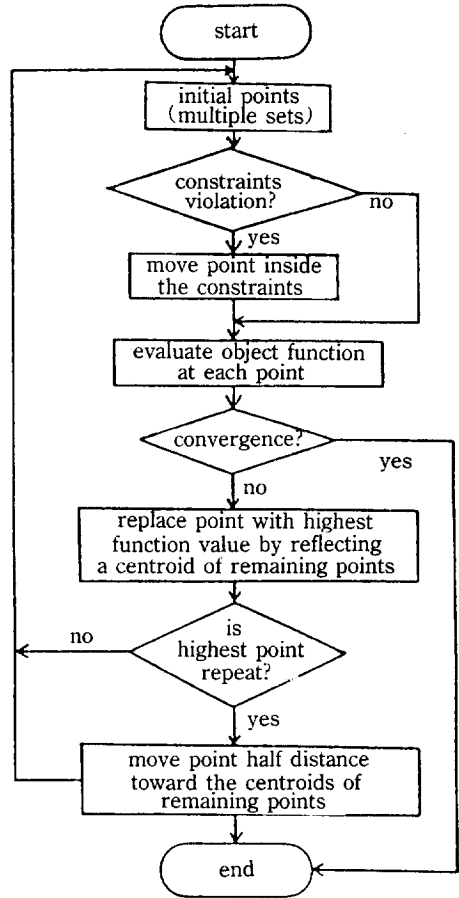 start
initial points
(multiple sets)
constraints
violation?
no
yes
move point inside
the constraints
evaluate object function
at each point
convergence?
yes
no
replace point with highest
function value by reflecting
a centroid of remaining points
is
highest point
repeat?
no
yes
move point half distance
toward the centroids of
remaining points
end